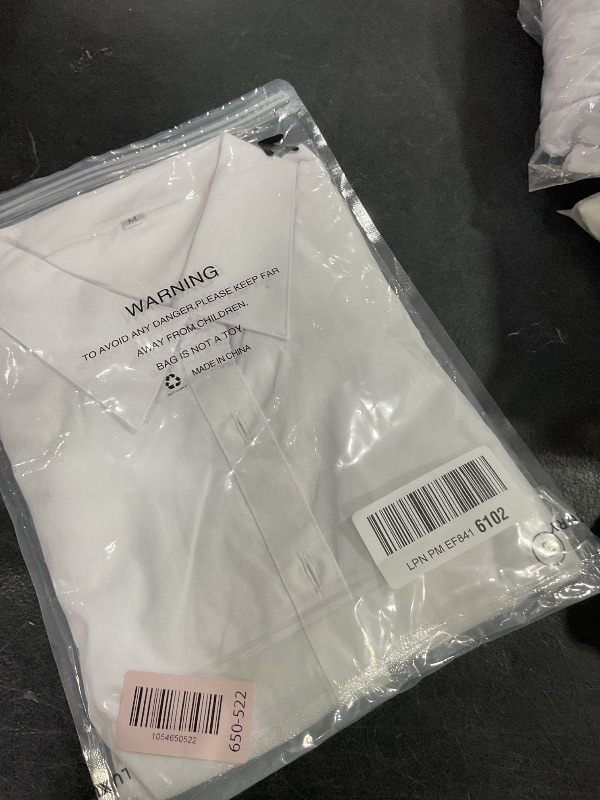 M
WARNING
TO AVOID ANY DANGER,PLEASE KEEP FAR
AWAY FROM CHILDREN.
BAG IS NOT A TOY.
MADE IN CHINA
LPN PM EF841 6102
1054650522
650-522